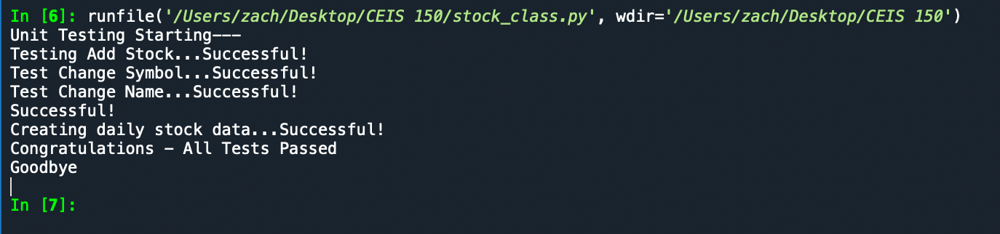 In [6]: runfile('/Users/zach/Desktop/CEIS 150/stock_class.py', wdir='/Users/zach/Desktop/CEIS 150')
Unit Testing Starting---
Testing Add Stock...Successful!
Test Change Symbol...Successful!
Test Change Name...Successful!
Successful!
Creating daily stock data...Successful!
Congratulations - All Tests Passed
Goodbye
In [7]: